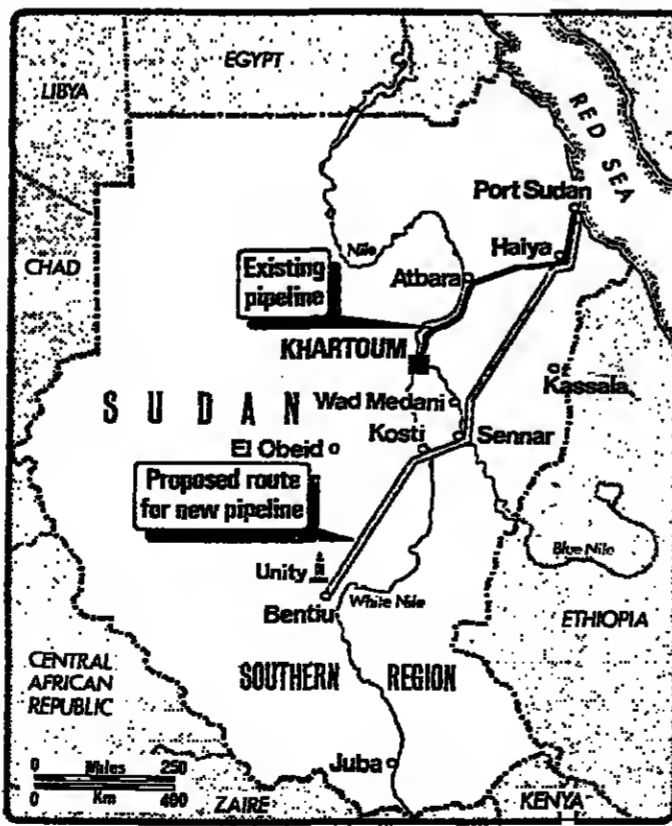 EGYPT
LIBYA
RED SEA
Port Sudan
Nile
Haiya
CHAD
Existing
pipeline
Atbara
KHARTOUM
Kassala
SUDAN
Wad Medani
Kosti
Sennar
El Obeid
Proposed route
for new pipeline
Blue Nile
Unity
White Nile
Bentiu
ETHIOPIA
CENTRAL
AFRICAN
REPUBLIC
SOUTHERN REGION
Juba
0 Miles 250
0 Km 400
ZAIRE
KENYA